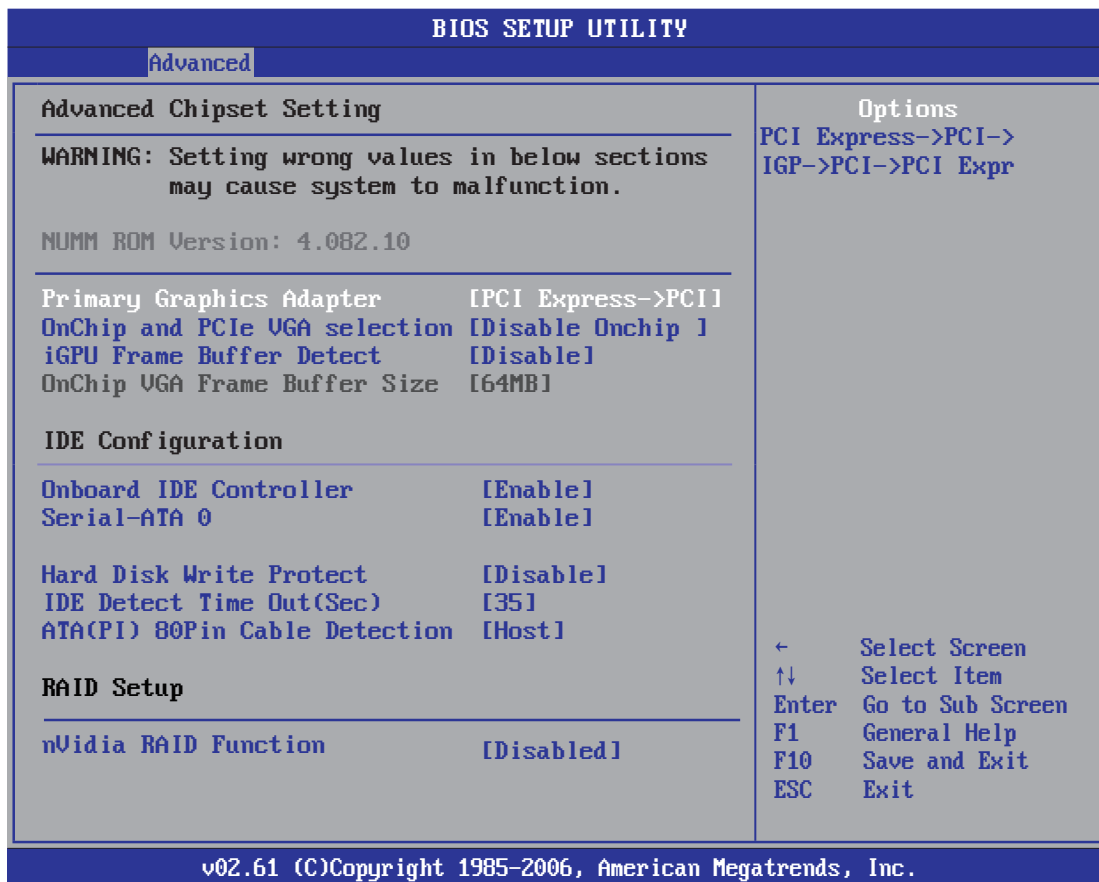 BIOS SETUP UTILITY
Advanced
Advanced Chipset Setting
WARNING: Setting wrong values in below sections
may cause system to malfunction.
NUMM ROM Version: 4.082.10
Primary Graphics Adapter [PCI Express->PCI]
OnChip and PCIe VGA selection [Disable Onchip ]
iGPU Frame Buffer Detect [Disable]
OnChip VGA Frame Buffer Size [64MB]
IDE Configuration
Onboard IDE Controller [Enable]
Serial-ATA 0 [Enable]
Hard Disk Write Protect [Disable]
IDE Detect Time Out(Sec) [35]
ATA(PI) 80Pin Cable Detection [Host]
RAID Setup
nVidia RAID Function [Disabled]
Options
PCI Express->PCI->
IGP->PCI->PCI Expr
← Select Screen
↑↓ Select Item
Enter Go to Sub Screen
F1 General Help
F10 Save and Exit
ESC Exit
v02.61 (C)Copyright 1985-2006, American Megatrends, Inc.